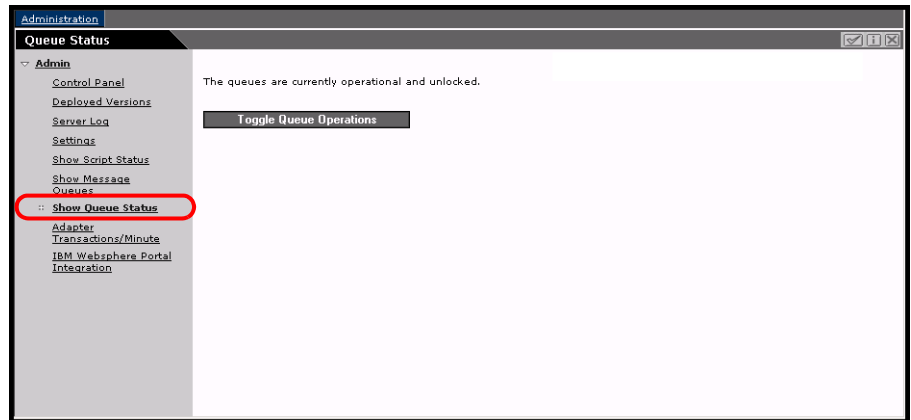 Administration
Queue Status
Admin
Control Panel
Deployed Versions
Server Log
Settings
Show Script Status
Show Message
Queues
Show Queue Status
Adapter
Transactions/Minute
IBM Websphere Portal
Integration
The queues are currently operational and unlocked.
Toggle Queue Operations